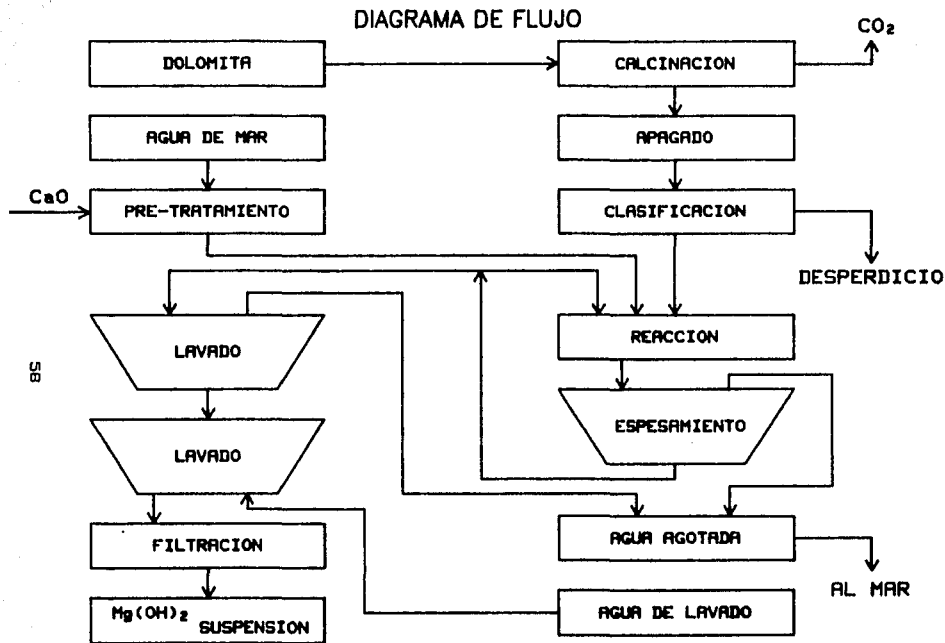 DIAGRAMA DE FLUJO
CO₂
DOLOMITA
CALCINACION
AGUA DE MAR
APAGADO
CaO
PRE-TRATAMIENTO
CLASIFICACION
DESPERDICIO
LAVADO
REACCION
58
LAVADO
ESPESAMIENTO
FILTRACION
AGUA AGOTADA
AL MAR
Mg(OH)₂
SUSPENSION
AGUA DE LAVADO